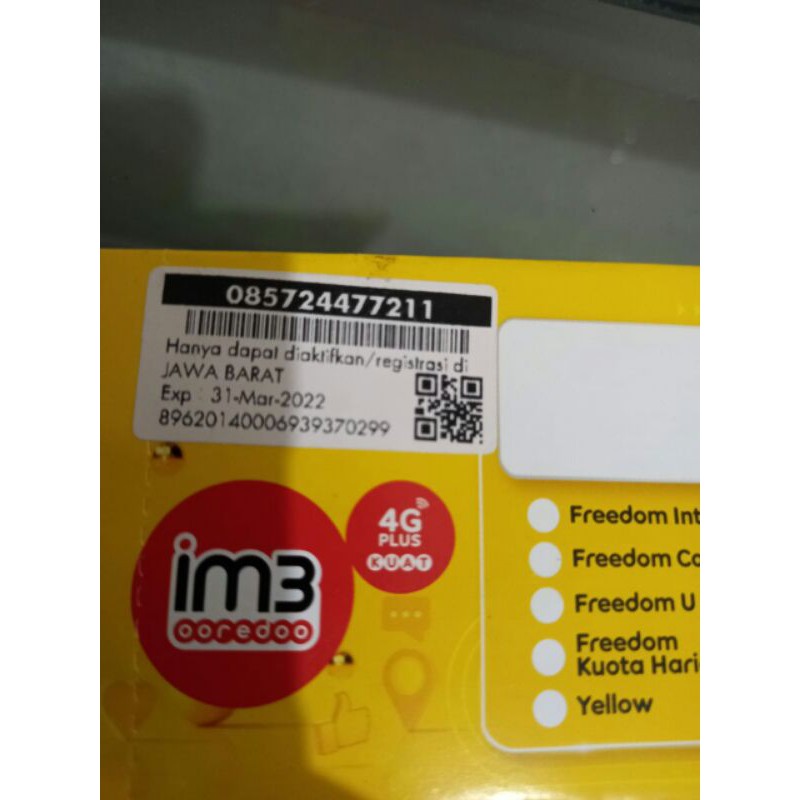 085724477211
Hanya dapat diaktifkan/registrasi di
JAWA BARAT
Exp : 31-Mar-2022
89620140006939370299
im3
ooredoo
4G
PLUS
KUAT
Freedom Int
Freedom Co
Freedom U
Freedom
Kuota Hari
Yellow